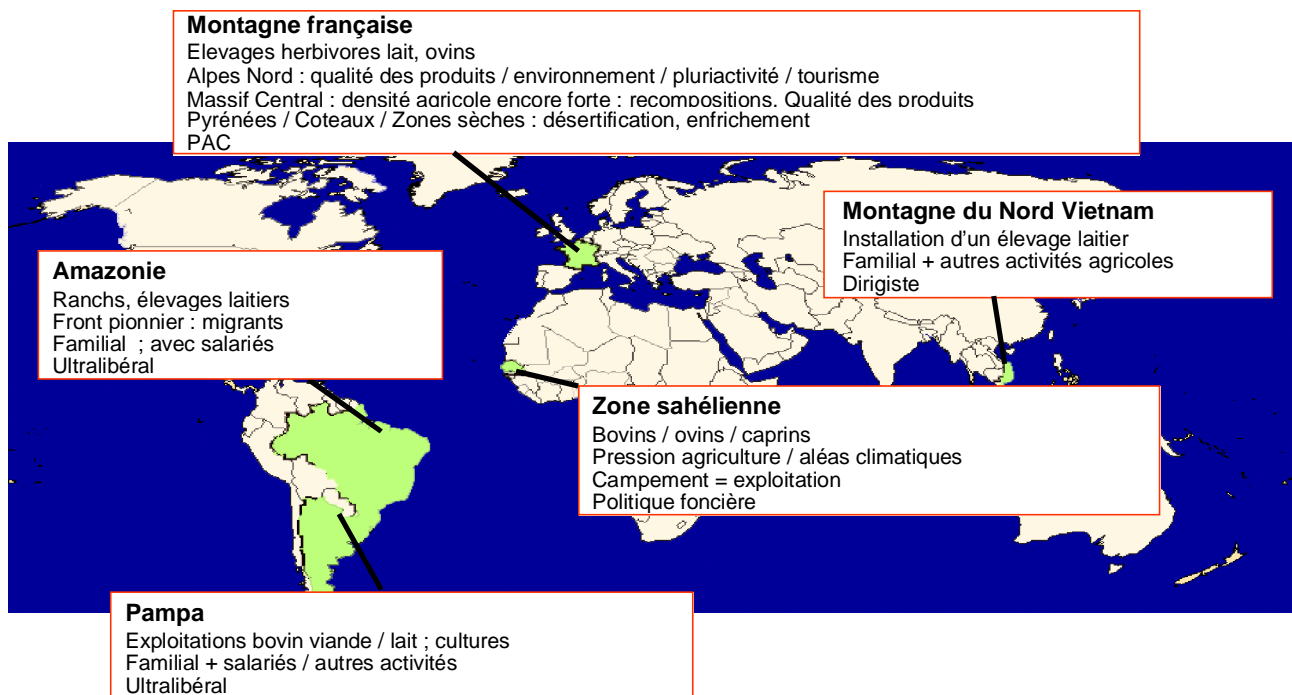 Montagne française
Elevages herbivores lait, ovins
Alpes Nord : qualité des produits / environnement / pluriactivité / tourisme
Massif Central : densité agricole encore forte : recompositions. Qualité des produits
Pyrénées / Coteaux / Zones sèches : désertification, enfrichement
PAC
Montagne du Nord Vietnam
Installation d'un élevage laitier
Familial + autres activités agricoles
Dirigiste
Amazonie
Ranchs, élevages laitiers
Front pionnier : migrants
Familial ; avec salariés
Ultralibéral
Zone sahélienne
Bovins / ovins / caprins
Pression agriculture / aléas climatiques
Campement = exploitation
Politique foncière
Pampa
Exploitations bovin viande / lait ; cultures
Familial + salariés / autres activités
Ultralibéral